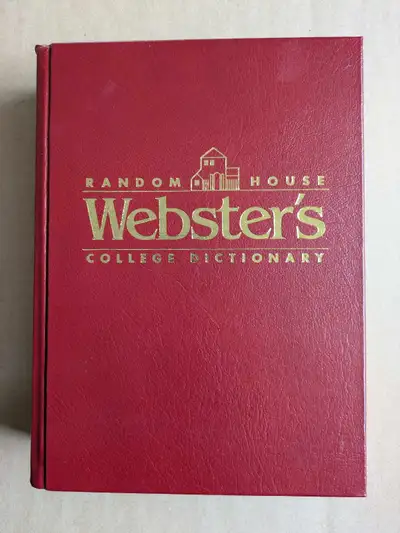 RANDOM HOUSE
Webster's
COLLEGE DICTIONARY